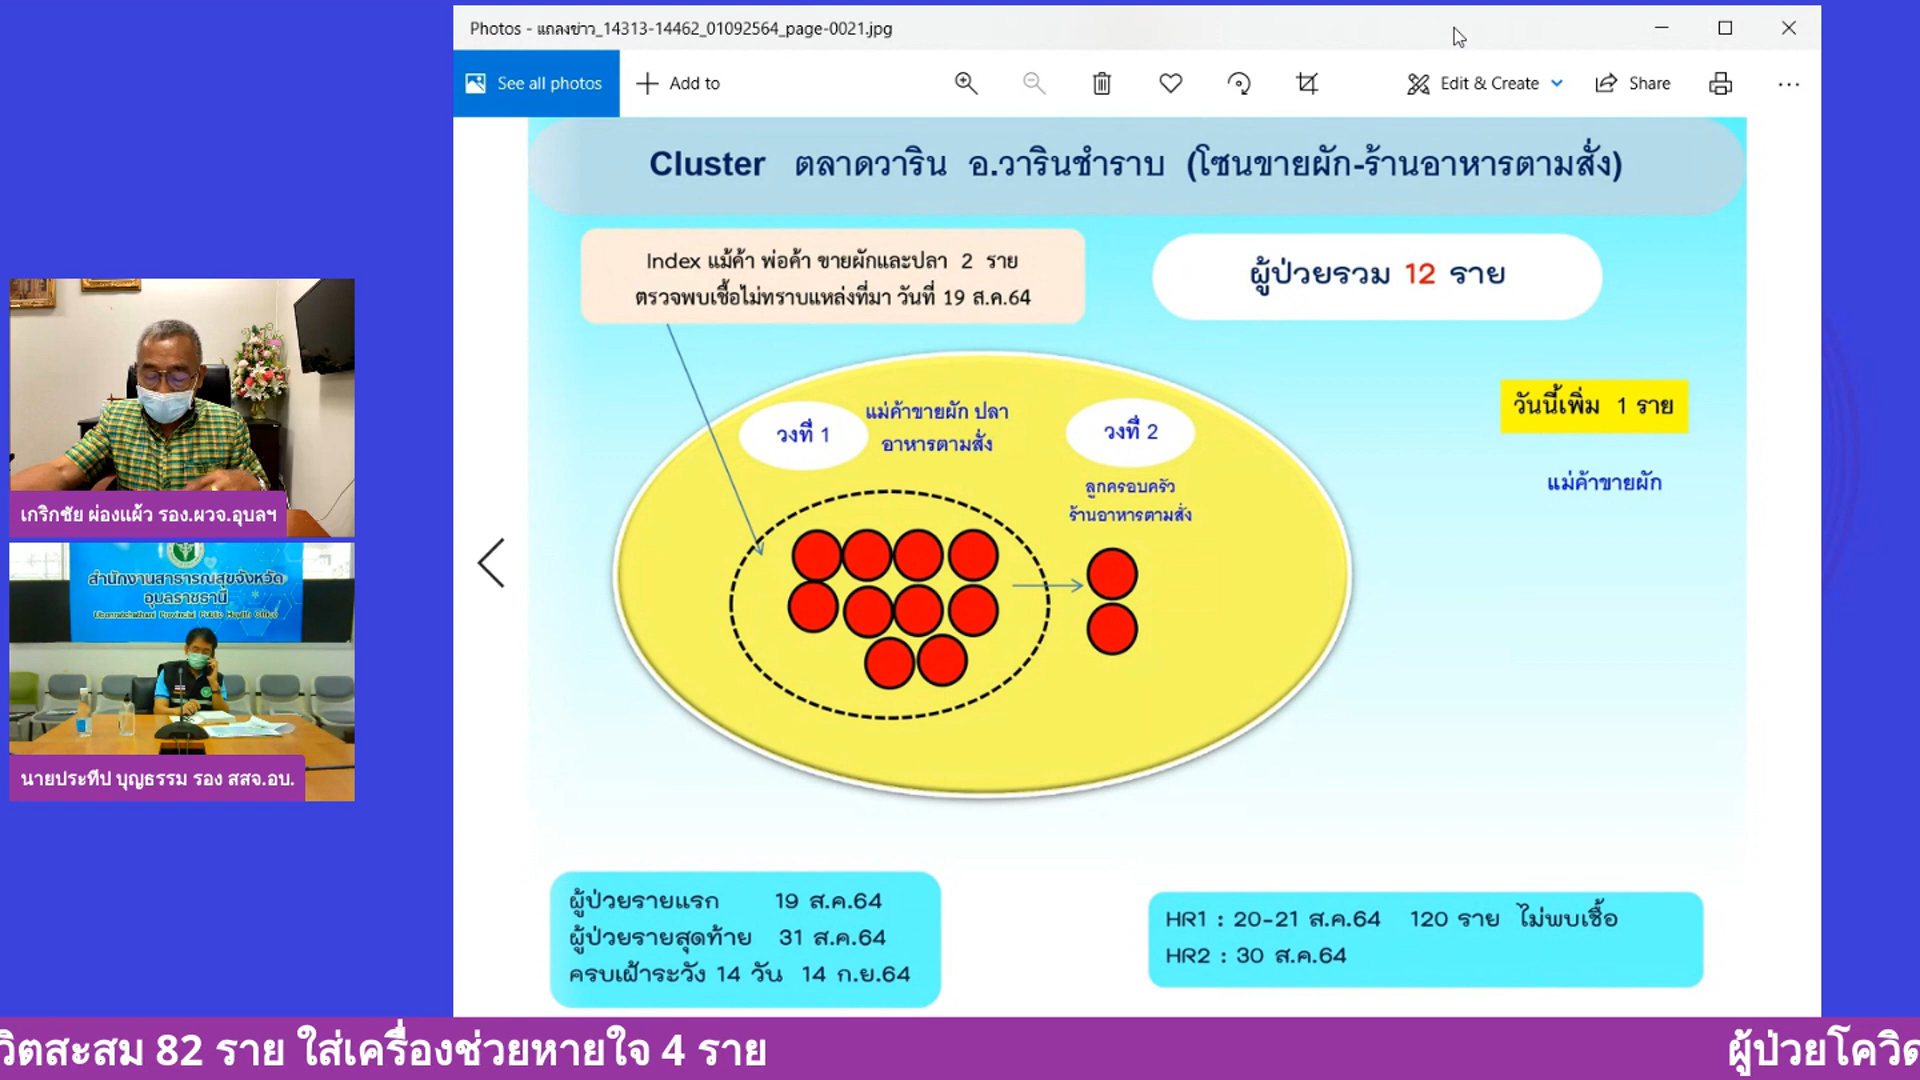 Photos - แถลงข่าว_14313-14462_01092564_page-0021.jpg
See all photos
Add to
Edit & Create
Share
Cluster ตลาดวาริน อ.วารินชำราบ (โซนขายผัก-ร้านอาหารตามสั่ง)
Index แม้ค้า พ่อค้า ขายผักและปลา 2 ราย
ตรวจพบเชื้อไม่ทราบแหล่งที่มา วันที่ 19 ส.ค.64
ผู้ป่วยรวม 12 ราย
วันนี้เพิ่ม 1 ราย
แม่ค้าขายผัก
วงที่ 1
แม่ค้าขายผัก ปลา
อาหารตามสั่ง
วงที่ 2
ลูกครอบครัว
ร้านอาหารตามสั่ง
เกริกชัย ผ่องแผ้ว รอง.ผวจ.อุบลฯ
สำนักงานสาธารณสุขจังหวัด
อุบลราชธานี
Ubonratchathani Provincial Public Health Office
นายประทีป บุญธรรม รอง สสจ.อบ.
ผู้ป่วยรายแรก 19 ส.ค.64
ผู้ป่วยรายสุดท้าย 31 ส.ค.64
ครบเฝ้าระวัง 14 วัน 14 ก.ย.64
HR1 : 20-21 ส.ค.64 120 ราย ไม่พบเชื้อ
HR2 : 30 ส.ค.64
วิตสะสม 82 ราย ใส่เครื่องช่วยหายใจ 4 ราย
ผู้ป่วยโควิด